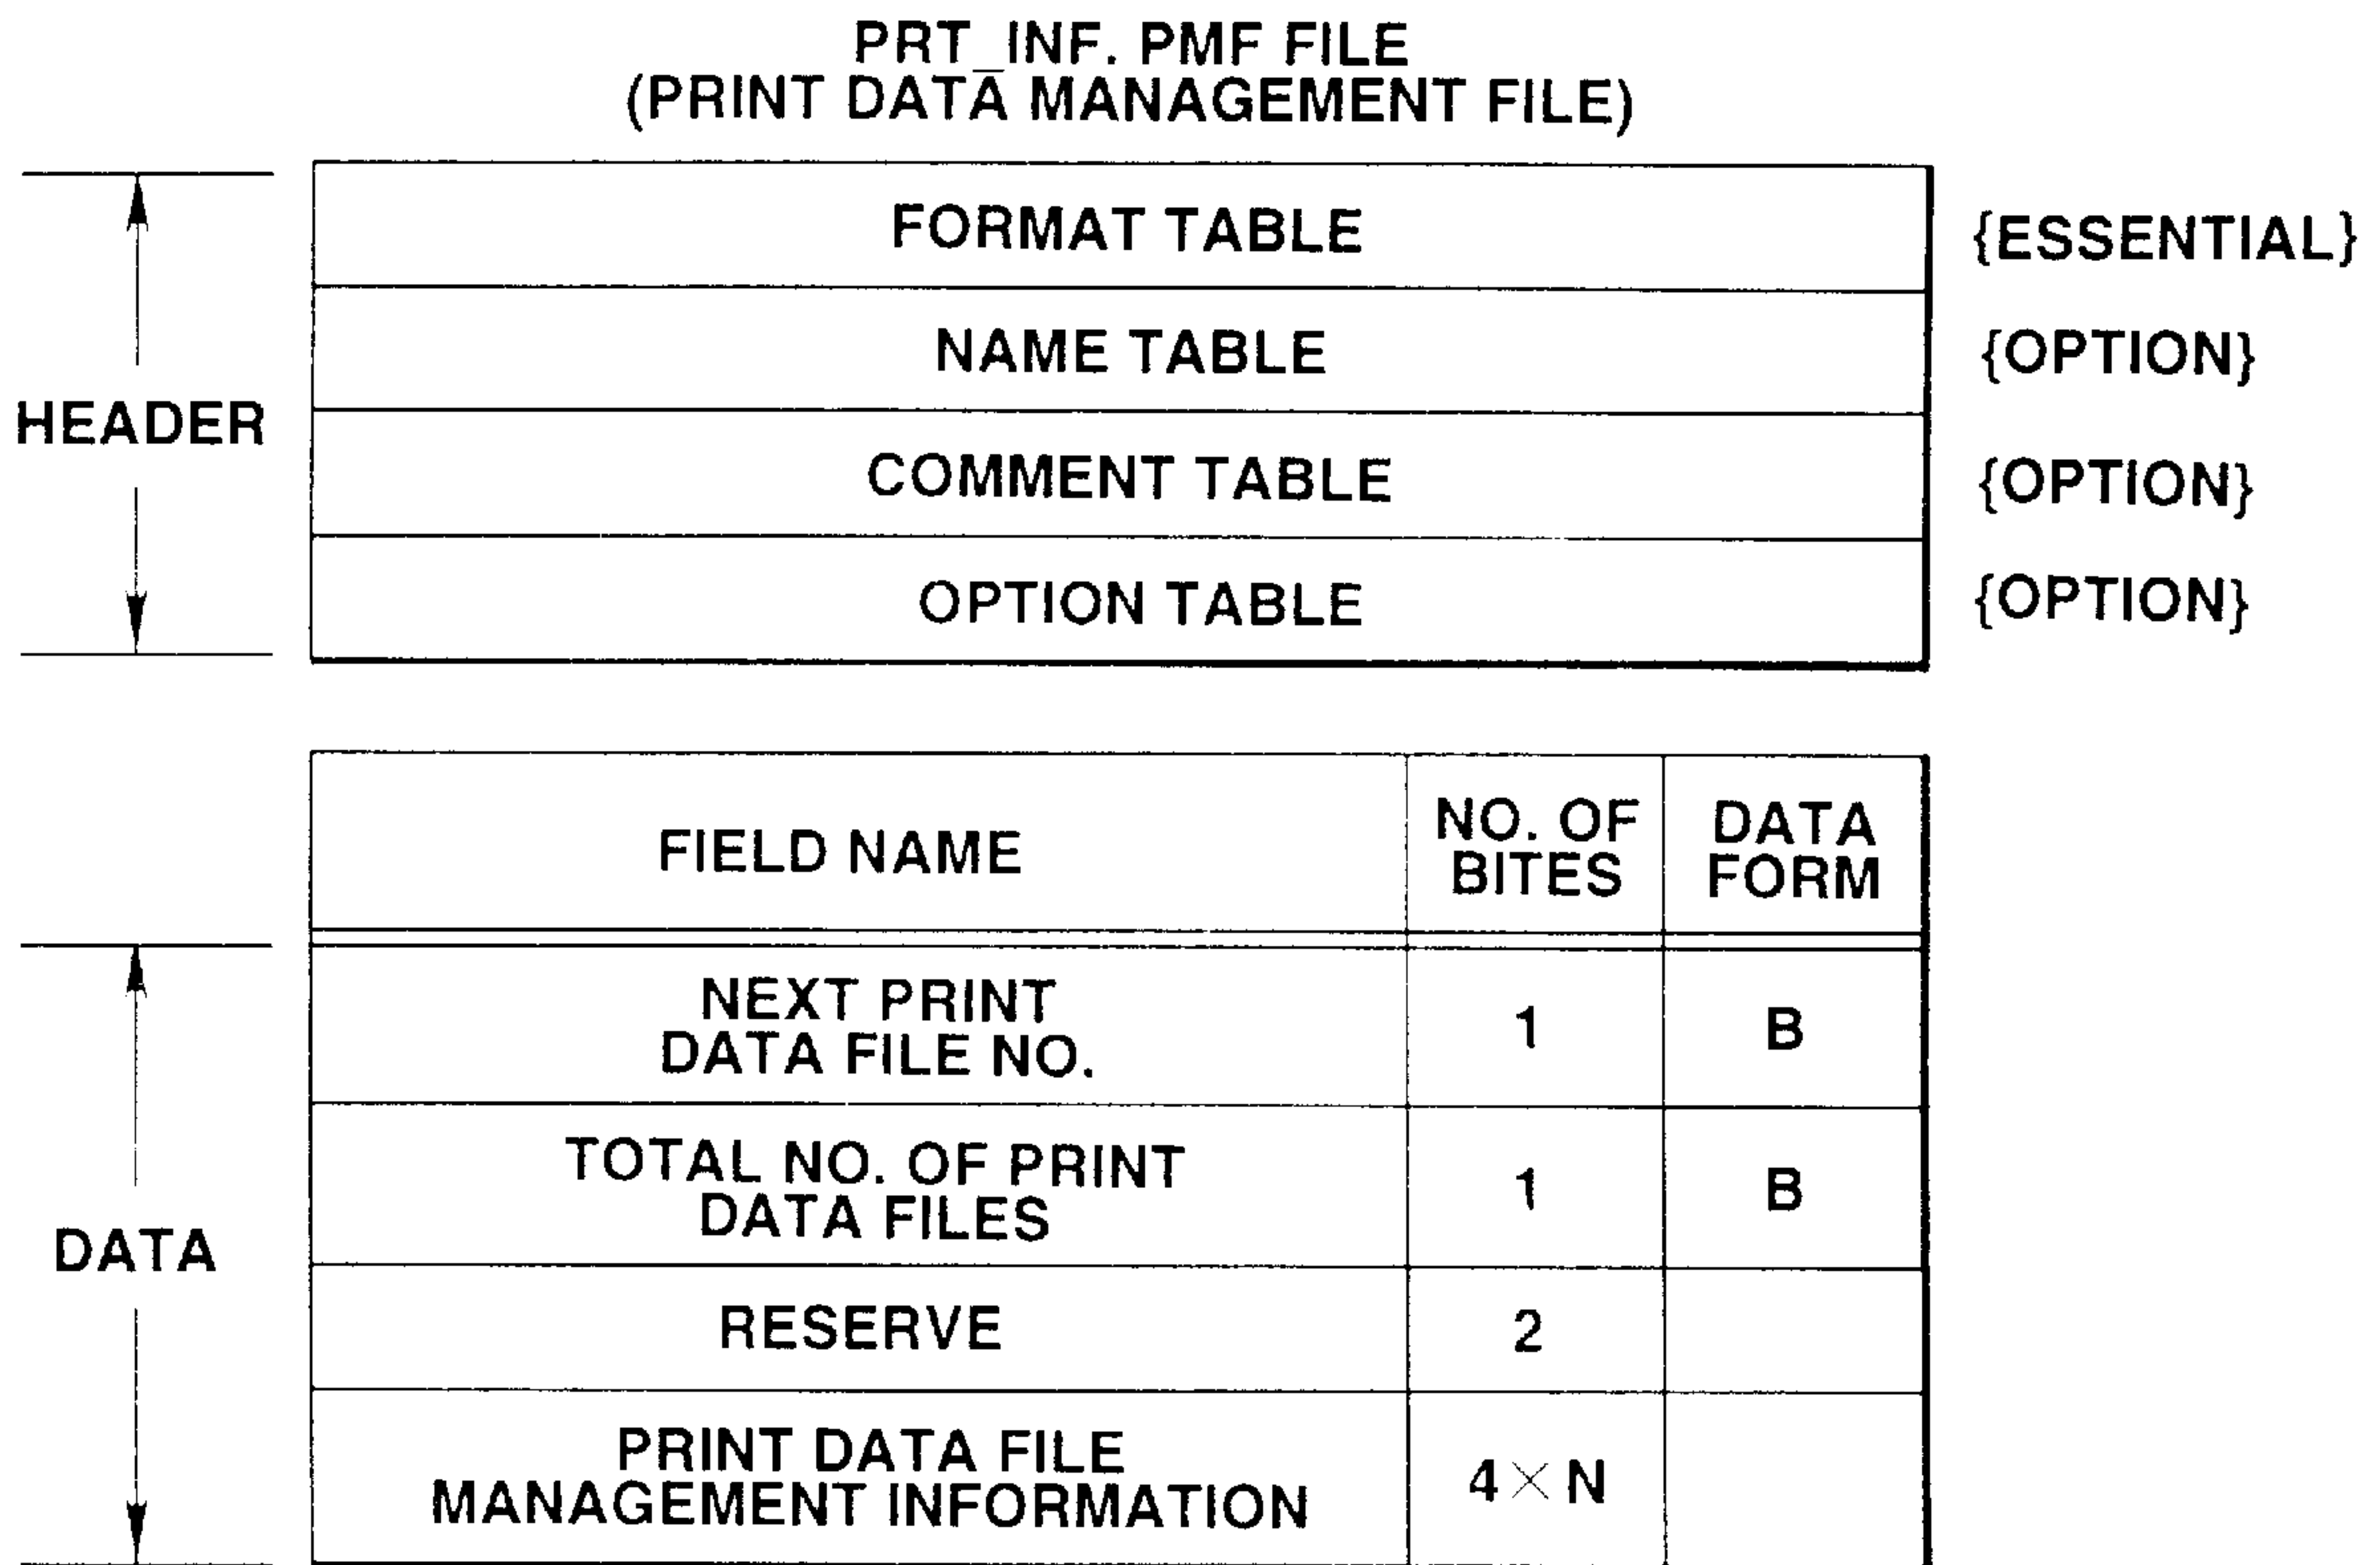 PRT_INF. PMF FILE
(PRINT DATA MANAGEMENT FILE)
FORMAT TABLE {ESSENTIAL}
NAME TABLE {OPTION}
HEADER
COMMENT TABLE {OPTION}
OPTION TABLE {OPTION}
FIELD NAME
NO. OF
BITES
DATA
FORM
NEXT PRINT
DATA FILE NO.
1
B
TOTAL NO. OF PRINT
DATA FILES
1
B
DATA
RESERVE
2
PRINT DATA FILE
MANAGEMENT INFORMATION
4 × N